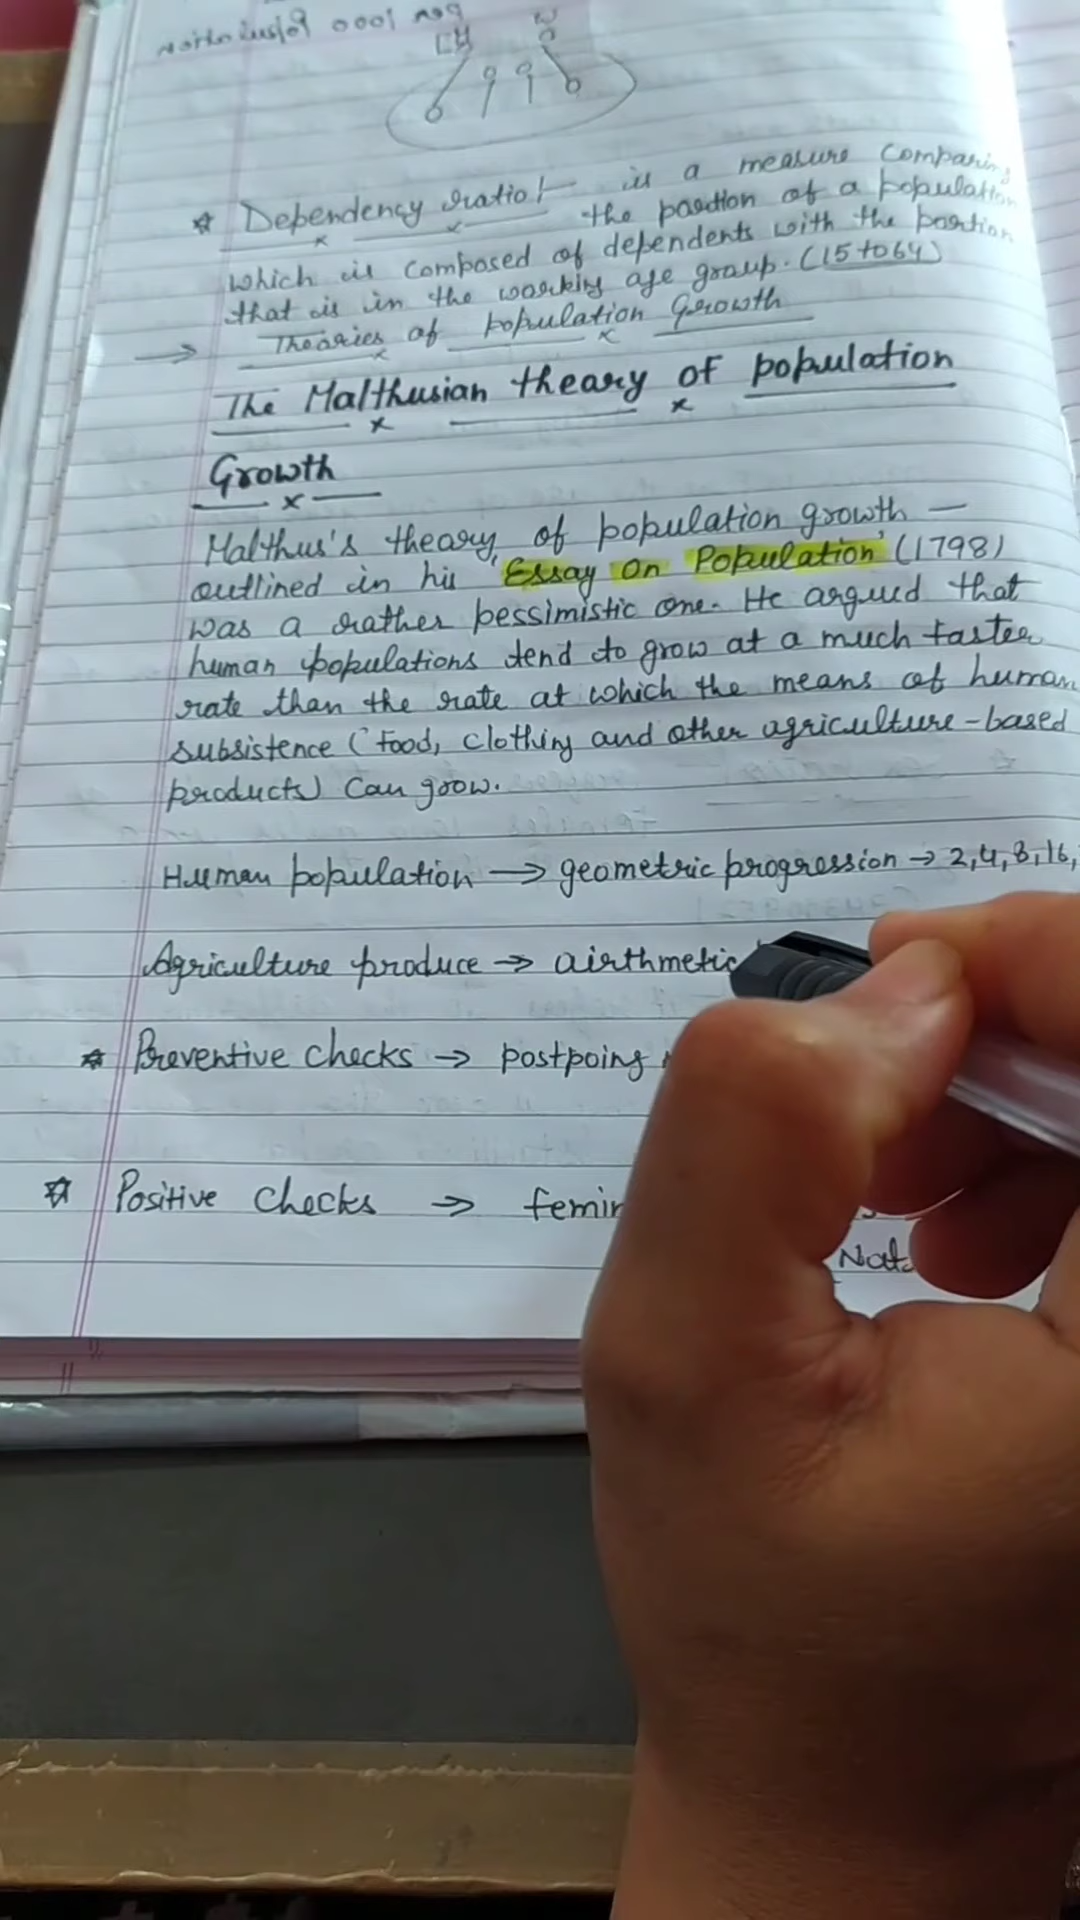 per 1000 Population
* Dependency ratio!— is a measure comparing
the portion of a population
which is composed of dependents with the portion
that is in the working age group. (15 to 64)
→ Theories of population Growth
The Malthusian theory of population
Growth
Malthus's theory of population growth —
outlined in his 'Essay on Population' (1798)
was a rather pessimistic one. He argued that
human populations tend to grow at a much faster
rate than the rate at which the means of human
subsistence (Food, clothing and other agriculture-based
products) can grow.
Human population → geometric progression → 2,4,8,16,
Agriculture produce → airthmetic
* Preventive checks → postpoing
* Positive checks → femin
Nat